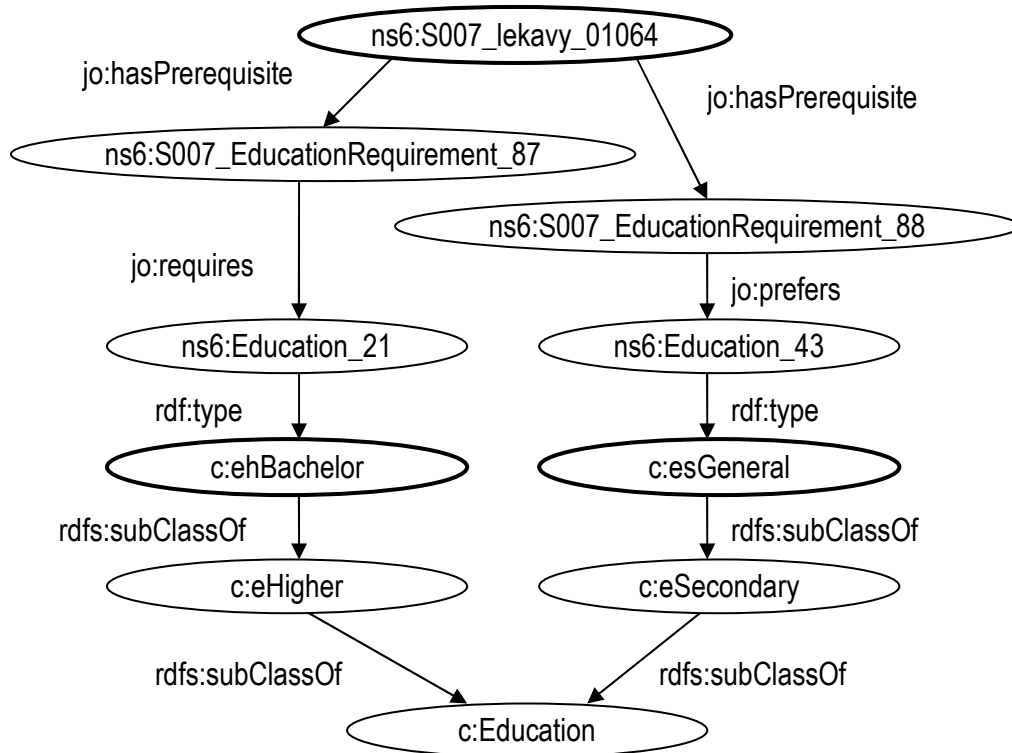 ns6:S007_lekavy_01064
jo:hasPrerequisite
jo:hasPrerequisite
ns6:S007_EducationRequirement_87
ns6:S007_EducationRequirement_88
jo:requires
jo:prefers
ns6:Education_21
ns6:Education_43
rdf:type
rdf:type
c:ehBachelor
c:esGeneral
rdfs:subClassOf
rdfs:subClassOf
c:eHigher
c:eSecondary
rdfs:subClassOf
rdfs:subClassOf
c:Education